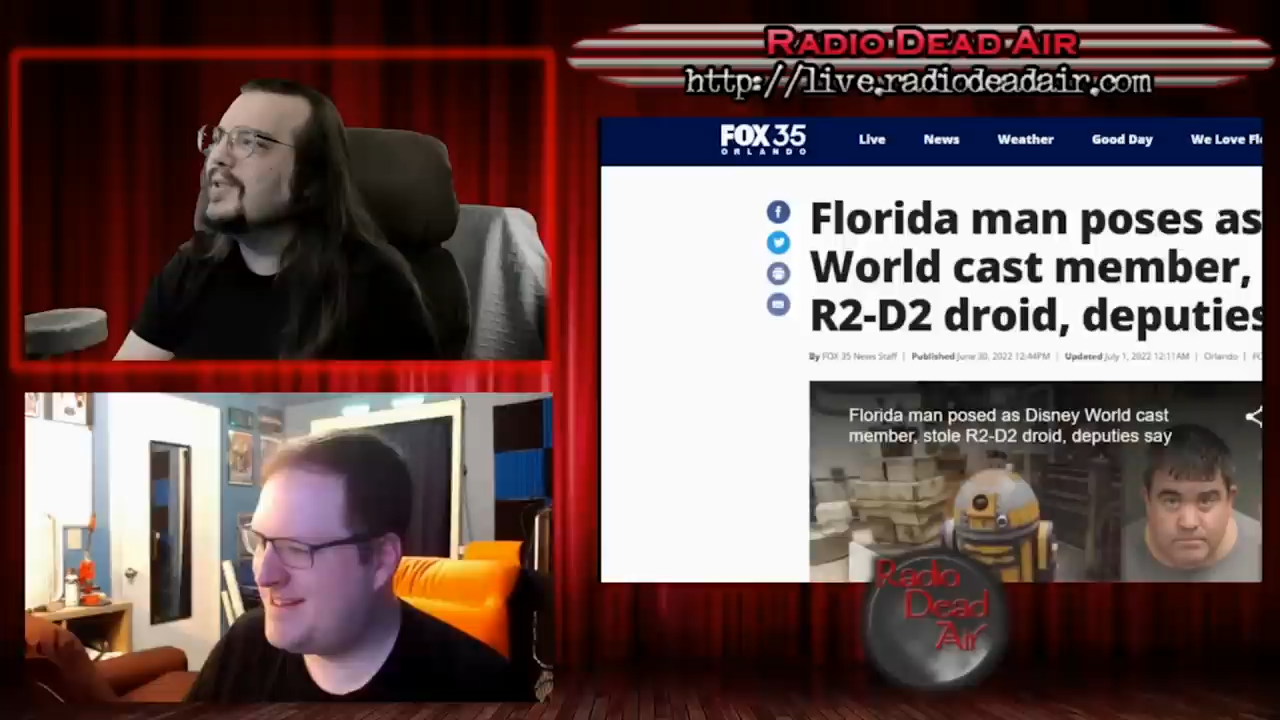 Radio Dead Air
http://live.radiodeadair.com
FOX 35
ORLANDO
Live
News
Weather
Good Day
We Love Fl
Florida man poses as
World cast member,
R2-D2 droid, deputies
By FOX 35 News Staff | Published June 30, 2022 12:44PM | Updated July 1, 2022 12:11AM | Orlando |
Florida man posed as Disney World cast
member, stole R2-D2 droid, deputies say
Radio
Dead
Air